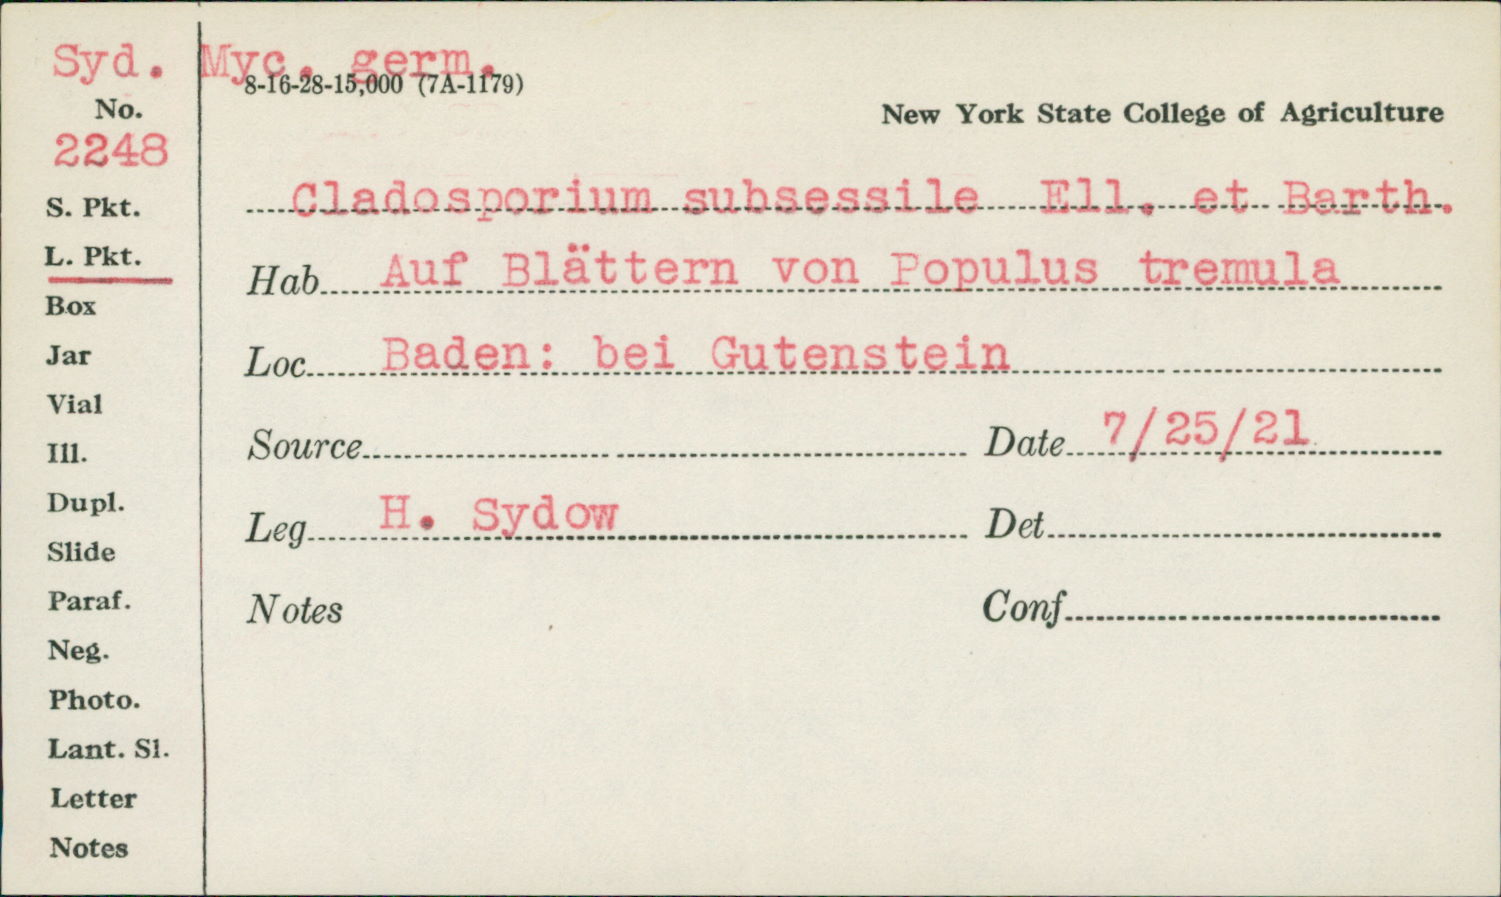 Syd. Myc. germ.
8-16-28-15,000 (7A-1179)
No.
New York State College of Agriculture
2248
Cladosporium subsessile Ell. et Barth.
S. Pkt.
L. Pkt.
Hab. Auf Blättern von Populus tremula
Box
Jar
Loc. Baden: bei Gutenstein
Vial
Ill.
Source
Date 7/25/21
Dupl.
Leg H. Sydow
Det
Slide
Paraf.
Notes
Conf
Neg.
Photo.
Lant. Sl.
Letter
Notes